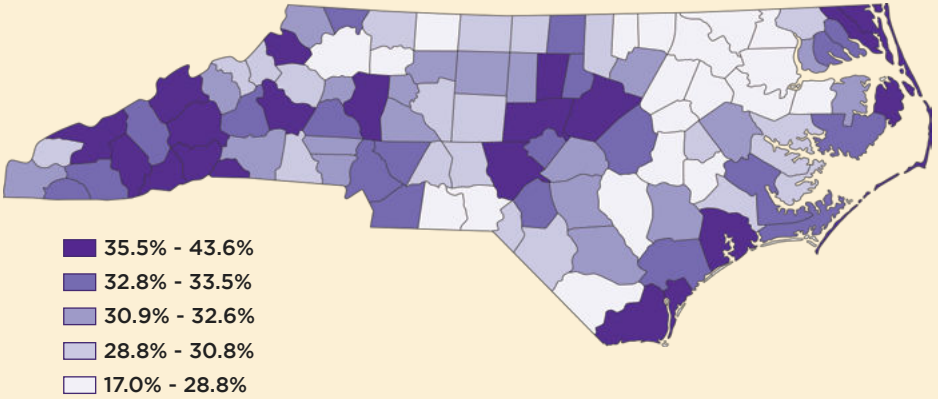 35.5% - 43.6%
32.8% - 33.5%
30.9% - 32.6%
28.8% - 30.8%
17.0% - 28.8%